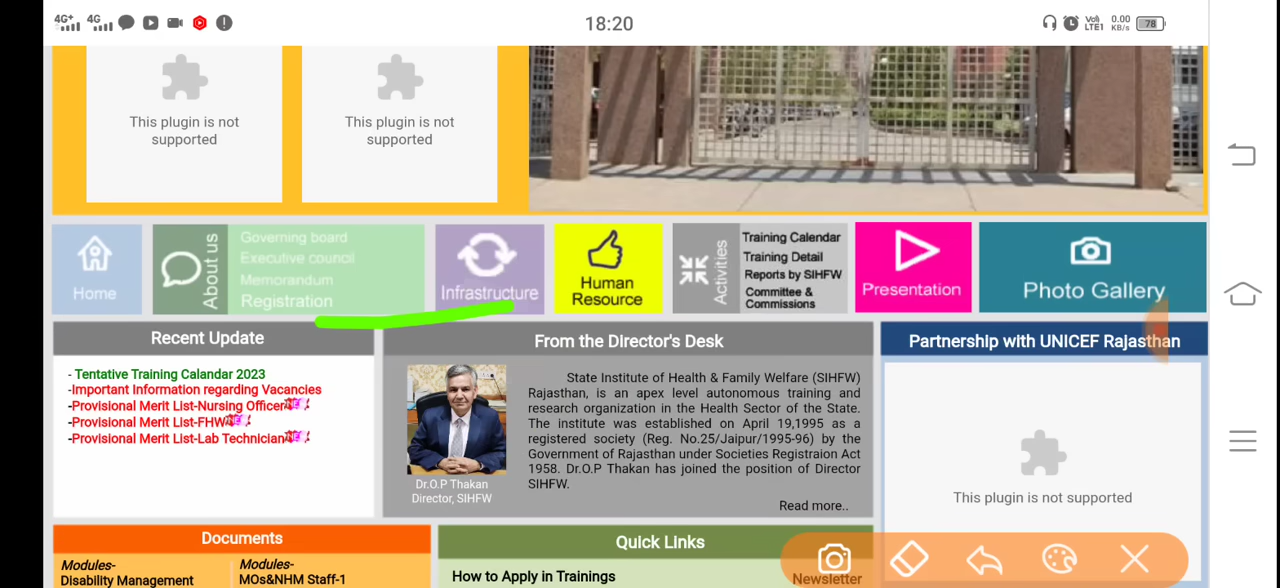 4G+
4G
18:20
VoI)
LTE1
0.00
KB/s
78
This plugin is not
supported
This plugin is not
supported
Home
About us
Governing board
Executive council
Memorandum
Registration
Infrastructure
Human
Resource
Activities
Training Calendar
Training Detail
Reports by SIHFW
Committee &
Commissions
Presentation
Photo Gallery
Recent Update
- Tentative Training Calandar 2023
-Important Information regarding Vacancies
-Provisional Merit List-Nursing Officer
-Provisional Merit List-FHW
-Provisional Merit List-Lab Technician
From the Director's Desk
State Institute of Health & Family Welfare (SIHFW)
Rajasthan, is an apex level autonomous training and
research organization in the Health Sector of the State.
The institute was established on April 19,1995 as a
registered society (Reg. No.25/Jaipur/1995-96) by the
Government of Rajasthan under Societies Registraion Act
1958. Dr.O.P Thakan has joined the position of Director
SIHFW.
Dr.O.P Thakan
Director, SIHFW
Read more..
Partnership with UNICEF Rajasthan
This plugin is not supported
Documents
Modules-
Disability Management
Modules-
MOs&NHM Staff-1
Quick Links
How to Apply in Trainings
Newsletter